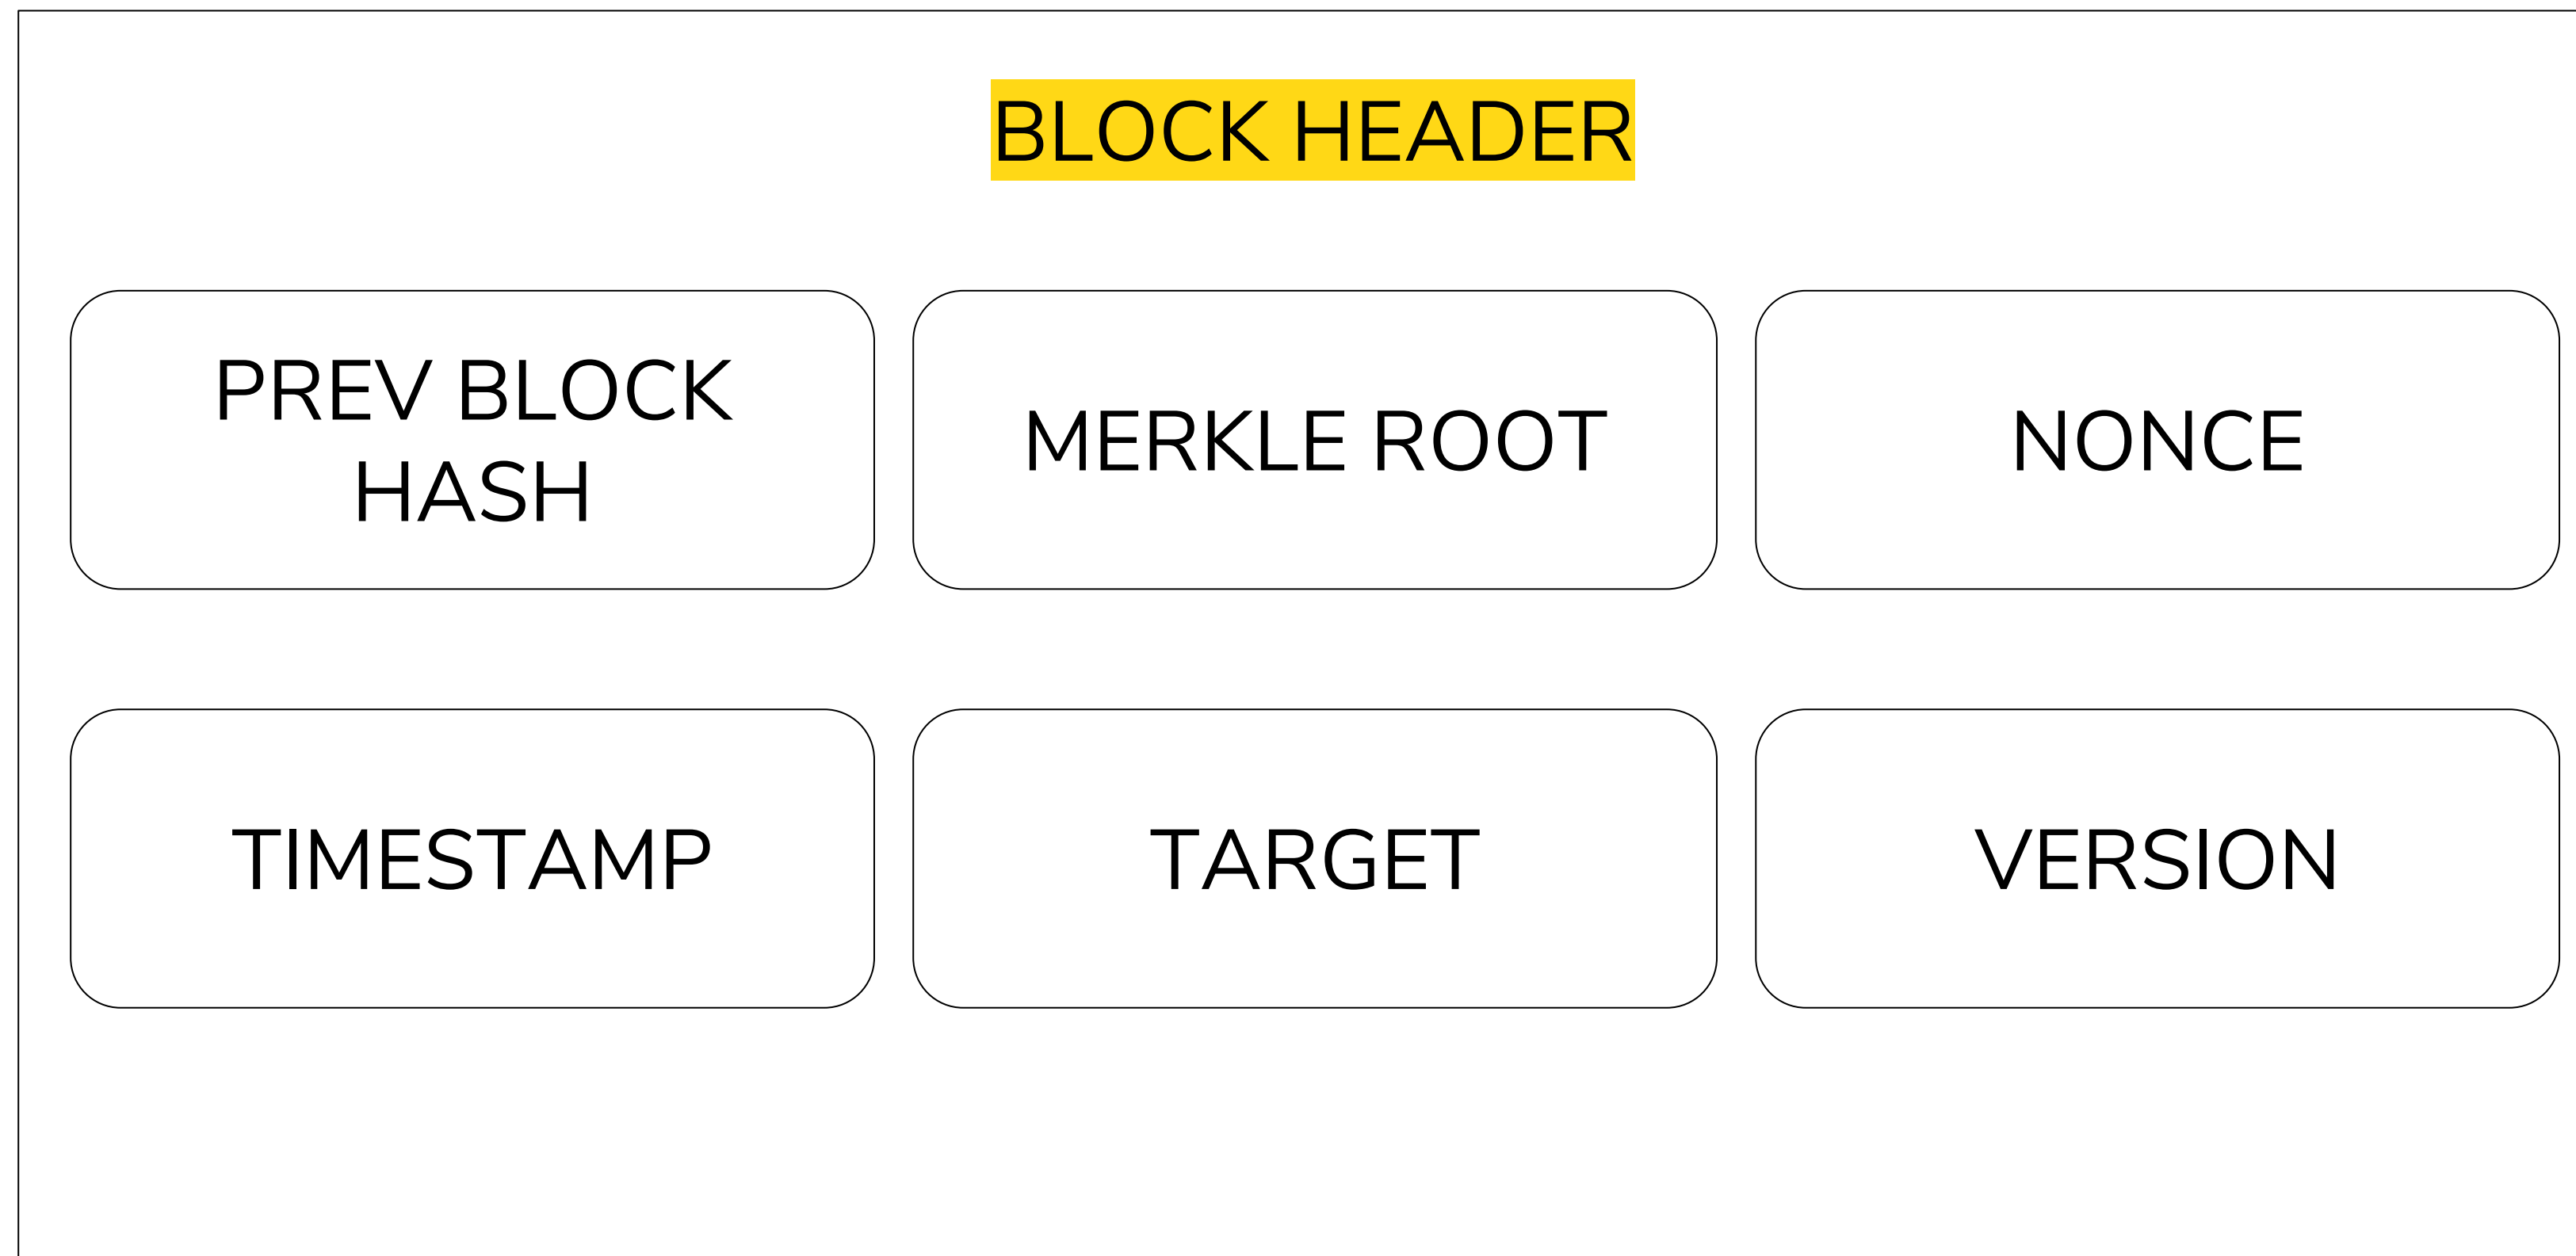 BLOCK HEADER
PREV BLOCK
HASH
MERKLE ROOT
NONCE
TIMESTAMP
TARGET
VERSION